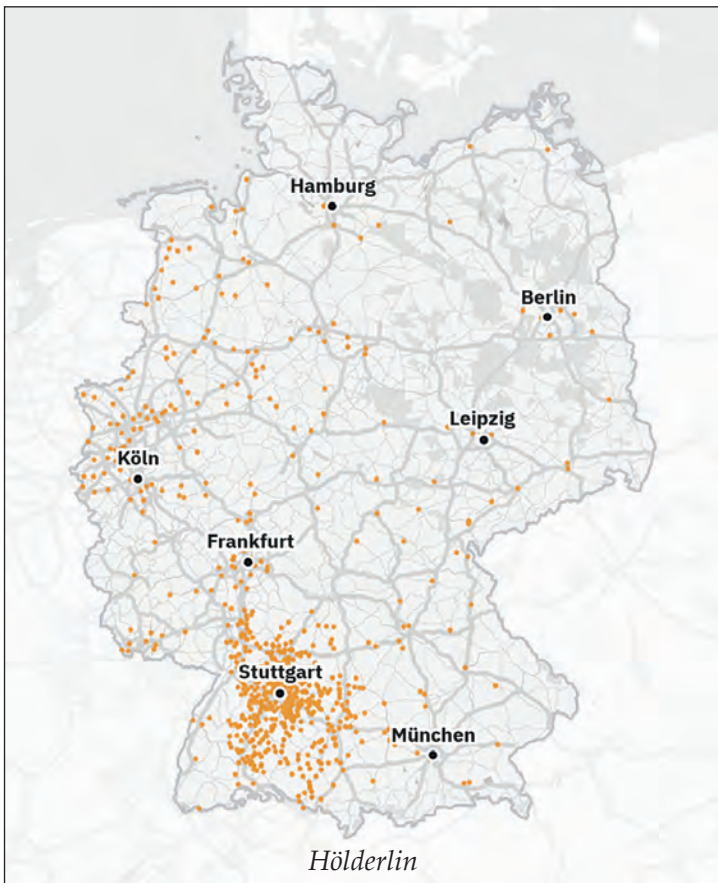 Hamburg
Berlin
Leipzig
Köln
Frankfurt
Stuttgart
München
Hölderlin